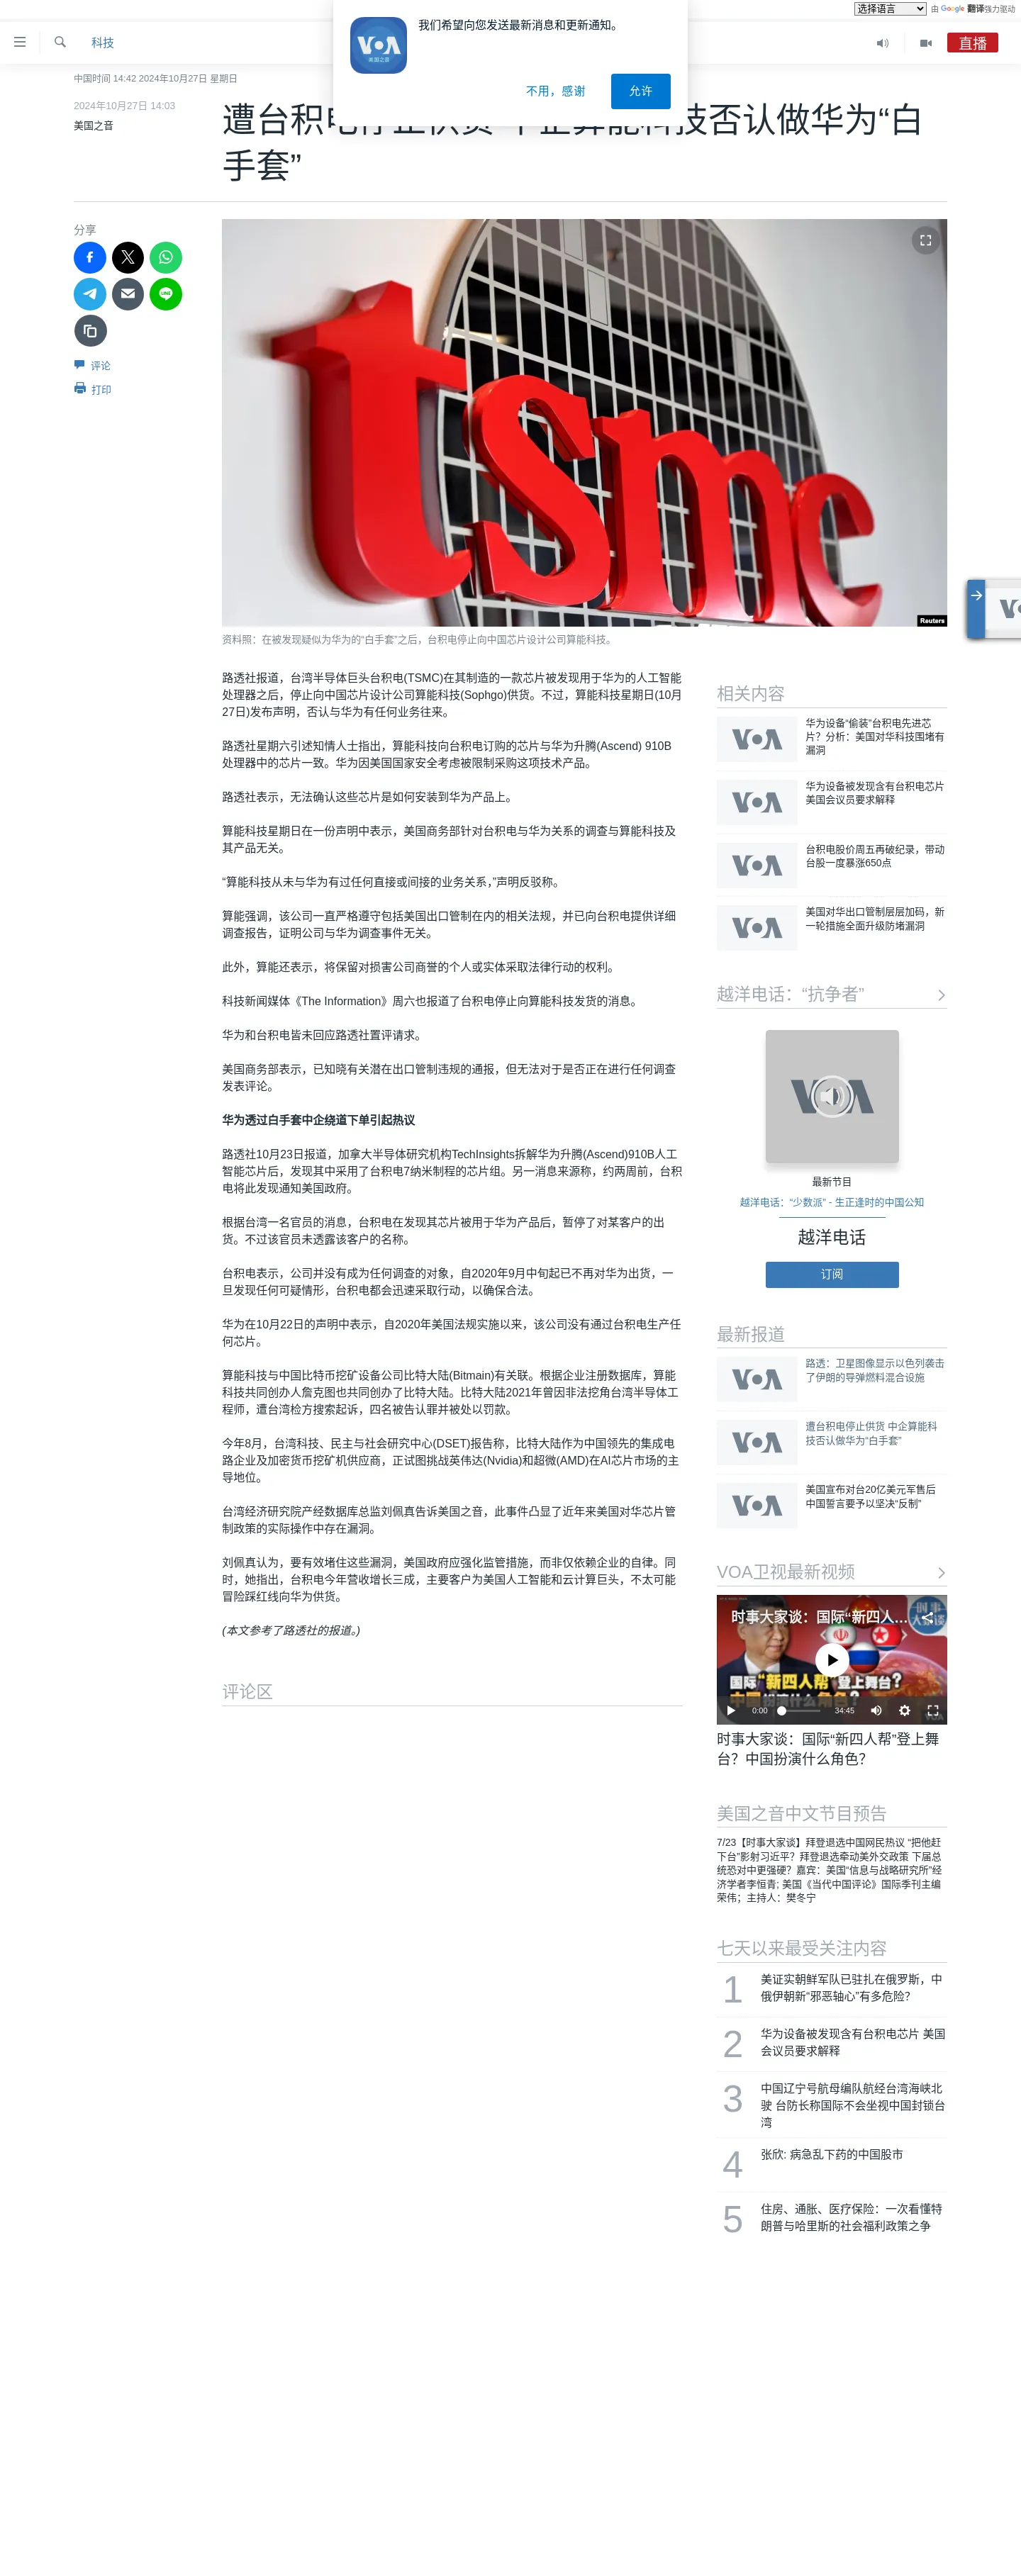 选择语言 由 Google 翻译强力驱动
VOA
美国之音
我们希望向您发送最新消息和更新通知。
不用，感谢
允许
科技
直播
中国时间 14:42 2024年10月27日 星期日
2024年10月27日 14:03
美国之音
遭台积电停止供货 中企算能科技否认做华为“白
手套”
分享
评论
打印
tsmc
Reuters
资料照：在被发现疑似为华为的“白手套”之后，台积电停止向中国芯片设计公司算能科技。
路透社报道，台湾半导体巨头台积电(TSMC)在其制造的一款芯片被发现用于华为的人工智能
处理器之后，停止向中国芯片设计公司算能科技(Sophgo)供货。不过，算能科技星期日(10月
27日)发布声明，否认与华为有任何业务往来。
路透社星期六引述知情人士指出，算能科技向台积电订购的芯片与华为升腾(Ascend) 910B
处理器中的芯片一致。华为因美国国家安全考虑被限制采购这项技术产品。
路透社表示，无法确认这些芯片是如何安装到华为产品上。
算能科技星期日在一份声明中表示，美国商务部针对台积电与华为关系的调查与算能科技及
其产品无关。
“算能科技从未与华为有过任何直接或间接的业务关系，”声明反驳称。
算能强调，该公司一直严格遵守包括美国出口管制在内的相关法规，并已向台积电提供详细
调查报告，证明公司与华为调查事件无关。
此外，算能还表示，将保留对损害公司商誉的个人或实体采取法律行动的权利。
科技新闻媒体《The Information》周六也报道了台积电停止向算能科技发货的消息。
华为和台积电皆未回应路透社置评请求。
美国商务部表示，已知晓有关潜在出口管制违规的通报，但无法对于是否正在进行任何调查
发表评论。
华为透过白手套中企绕道下单引起热议
路透社10月23日报道，加拿大半导体研究机构TechInsights拆解华为升腾(Ascend)910B人工
智能芯片后，发现其中采用了台积电7纳米制程的芯片组。另一消息来源称，约两周前，台积
电将此发现通知美国政府。
根据台湾一名官员的消息，台积电在发现其芯片被用于华为产品后，暂停了对某客户的出
货。不过该官员未透露该客户的名称。
台积电表示，公司并没有成为任何调查的对象，自2020年9月中旬起已不再对华为出货，一
旦发现任何可疑情形，台积电都会迅速采取行动，以确保合法。
华为在10月22日的声明中表示，自2020年美国法规实施以来，该公司没有通过台积电生产任
何芯片。
算能科技与中国比特币挖矿设备公司比特大陆(Bitmain)有关联。根据企业注册数据库，算能
科技共同创办人詹克图也共同创办了比特大陆。比特大陆2021年曾因非法挖角台湾半导体工
程师，遭台湾检方搜索起诉，四名被告认罪并被处以罚款。
今年8月，台湾科技、民主与社会研究中心(DSET)报告称，比特大陆作为中国领先的集成电
路企业及加密货币挖矿机供应商，正试图挑战英伟达(Nvidia)和超微(AMD)在AI芯片市场的主
导地位。
台湾经济研究院产经数据库总监刘佩真告诉美国之音，此事件凸显了近年来美国对华芯片管
制政策的实际操作中存在漏洞。
刘佩真认为，要有效堵住这些漏洞，美国政府应强化监管措施，而非仅依赖企业的自律。同
时，她指出，台积电今年营收增长三成，主要客户为美国人工智能和云计算巨头，不太可能
冒险踩红线向华为供货。
(本文参考了路透社的报道。)
评论区
相关内容
VOA
华为设备“偷装”台积电先进芯
片？分析：美国对华科技围堵有
漏洞
VOA
华为设备被发现含有台积电芯片
美国会议员要求解释
VOA
台积电股价周五再破纪录，带动
台股一度暴涨650点
VOA
美国对华出口管制层层加码，新
一轮措施全面升级防堵漏洞
越洋电话：“抗争者”
VOA
最新节目
越洋电话：“少数派” - 生正逢时的中国公知
越洋电话
订阅
最新报道
VOA
路透：卫星图像显示以色列袭击
了伊朗的导弹燃料混合设施
VOA
遭台积电停止供货 中企算能科
技否认做华为“白手套”
VOA
美国宣布对台20亿美元军售后
中国誓言要予以坚决“反制”
VOA卫视最新视频
时事大家谈：国际“新四人...
时事
大家谈
国际“新四人帮”登上舞台？
中国扮演什么角色？
0:00
34:45
时事大家谈：国际“新四人帮”登上舞
台？中国扮演什么角色？
美国之音中文节目预告
7/23【时事大家谈】拜登退选中国网民热议 “把他赶
下台”影射习近平？拜登退选牵动美外交政策 下届总
统恐对中更强硬？嘉宾：美国“信息与战略研究所”经
济学者李恒青; 美国《当代中国评论》国际季刊主编
荣伟；主持人：樊冬宁
七天以来最受关注内容
1
美证实朝鲜军队已驻扎在俄罗斯，中
俄伊朝新“邪恶轴心”有多危险？
2
华为设备被发现含有台积电芯片 美国
会议员要求解释
3
中国辽宁号航母编队航经台湾海峡北
驶 台防长称国际不会坐视中国封锁台
湾
4
张欣: 病急乱下药的中国股市
5
住房、通胀、医疗保险：一次看懂特
朗普与哈里斯的社会福利政策之争